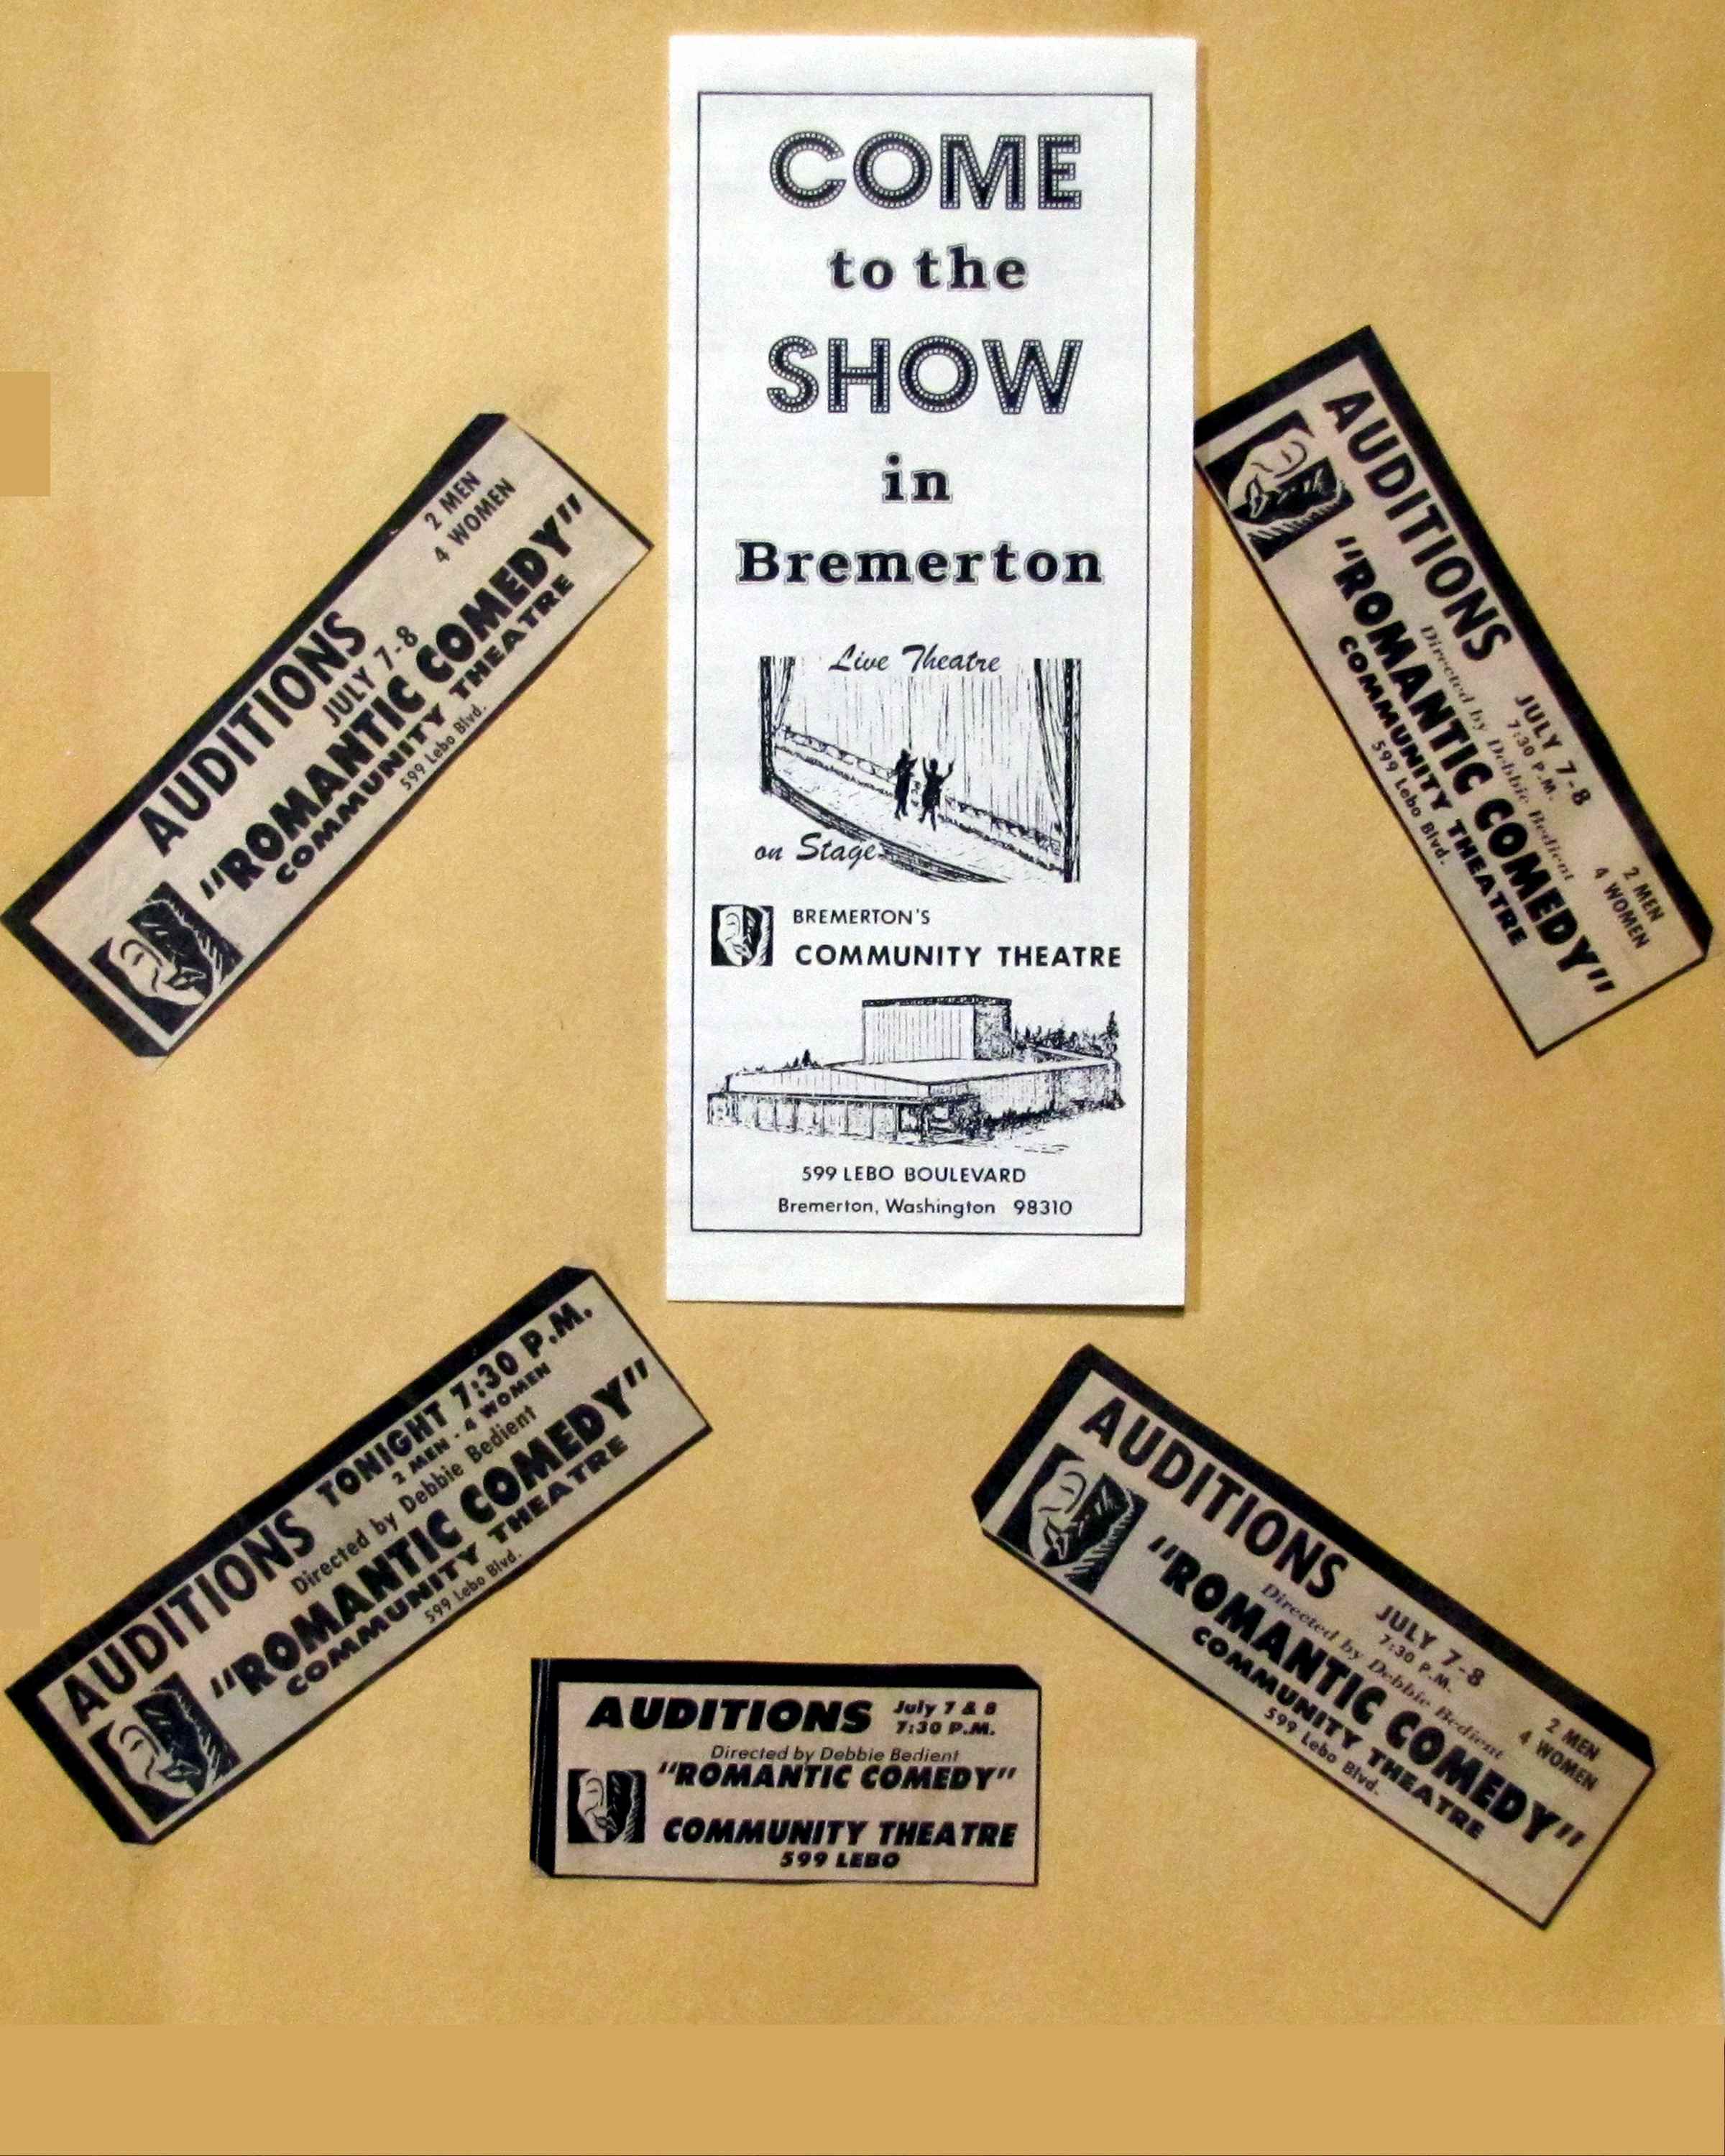 COME
to the
SHOW
in
Bremerton
Live Theatre
on Stage
BREMERTON'S
COMMUNITY THEATRE
599 LEBO BOULEVARD
Bremerton, Washington 98310
AUDITIONS
JULY 7-8
2 MEN
4 WOMEN
"ROMANTIC COMEDY"
COMMUNITY THEATRE
599 Lebo Blvd.
AUDITIONS
JULY 7-8
7:30 P.M.
2 MEN
4 WOMEN
Directed by Debbie Bedient
"ROMANTIC COMEDY"
COMMUNITY THEATRE
599 Lebo Blvd.
AUDITIONS TONIGHT 7:30 P.M.
2 MEN - 4 WOMEN
Directed by Debbie Bedient
"ROMANTIC COMEDY"
COMMUNITY THEATRE
599 Lebo Blvd.
AUDITIONS
JULY 7-8
7:30 P.M.
2 MEN
4 WOMEN
Directed by Debbie Bedient
"ROMANTIC COMEDY"
COMMUNITY THEATRE
599 Lebo Blvd.
AUDITIONS July 7 & 8
7:30 P.M.
Directed by Debbie Bedient
"ROMANTIC COMEDY"
COMMUNITY THEATRE
599 LEBO